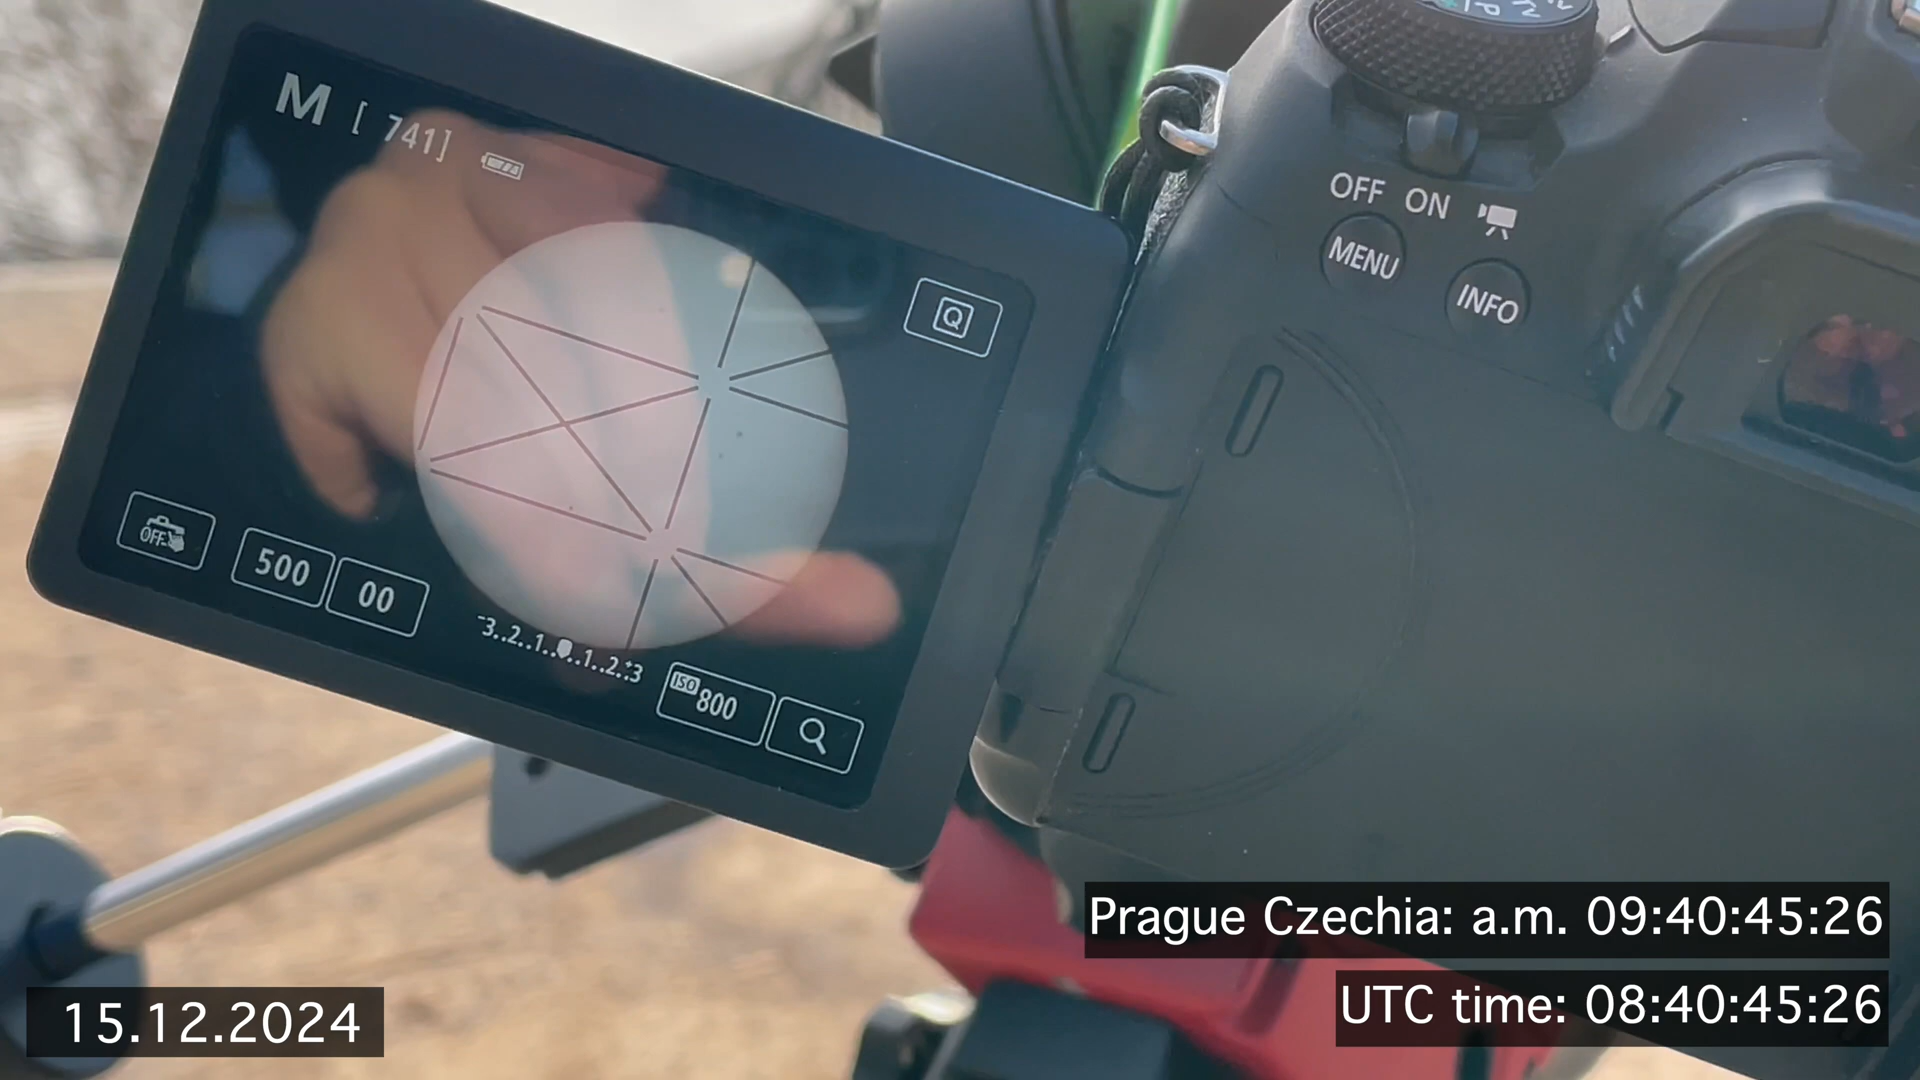 M [ 741]
Q
OFF
500
00
-3..2..1..0..1..2..+3
ISO 800
OFF ON
MENU
INFO
Prague Czechia: a.m. 09:40:45:26
UTC time: 08:40:45:26
15.12.2024